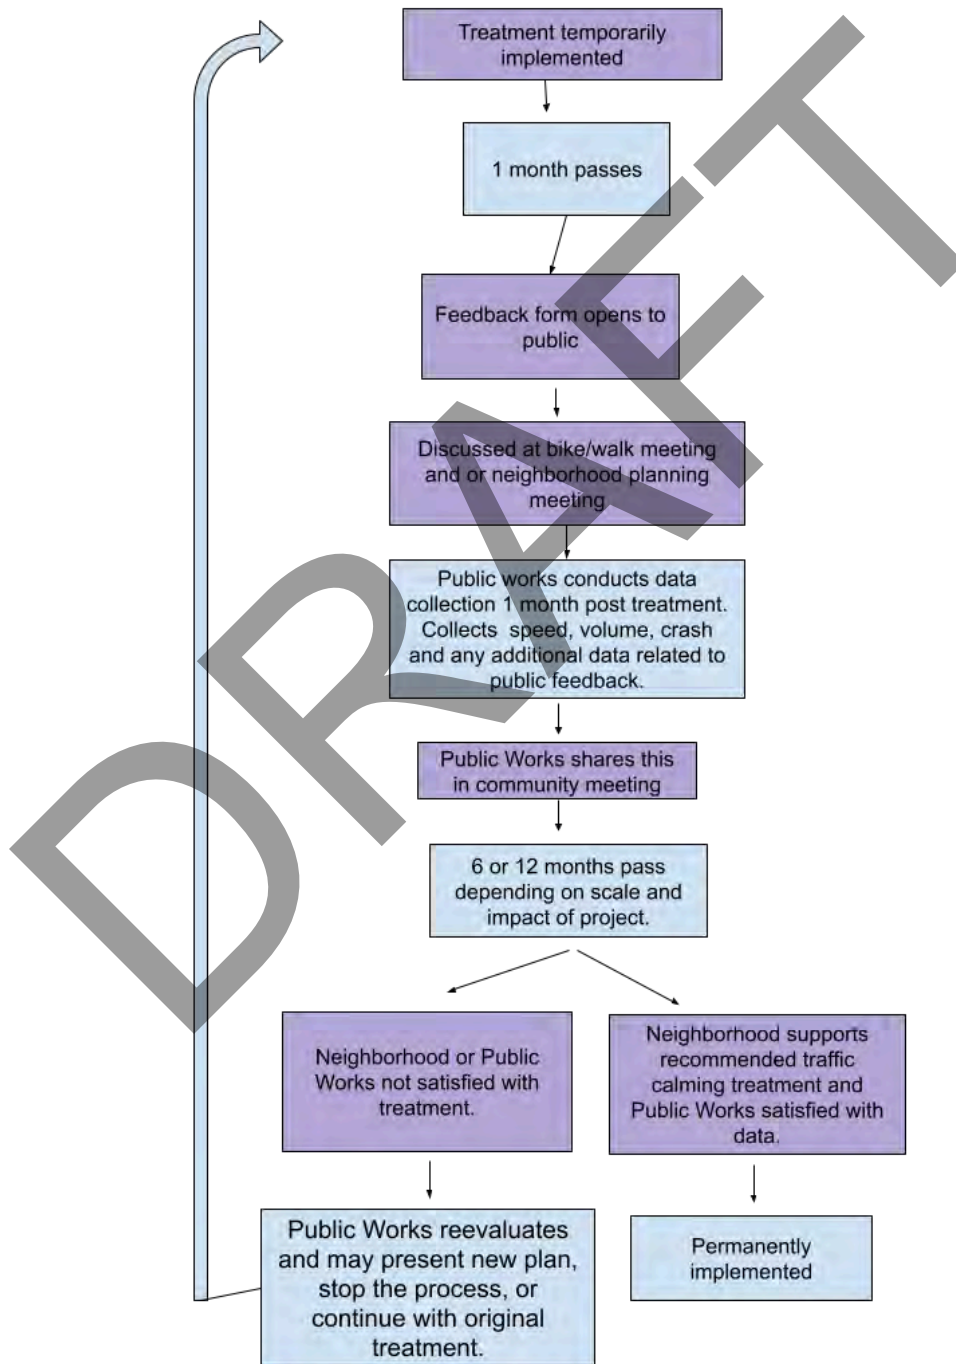 Treatment temporarily
implemented
1 month passes
Feedback form opens to
public
Discussed at bike/walk meeting
and or neighborhood planning
meeting
Public works conducts data
collection 1 month post treatment.
Collects speed, volume, crash
and any additional data related to
public feedback.
Public Works shares this
in community meeting
6 or 12 months pass
depending on scale and
impact of project.
Neighborhood or Public
Works not satisfied with
treatment.
Neighborhood supports
recommended traffic
calming treatment and
Public Works satisfied with
data.
Public Works reevaluates
and may present new plan,
stop the process, or
continue with original
treatment.
Permanently
implemented
DRAFT